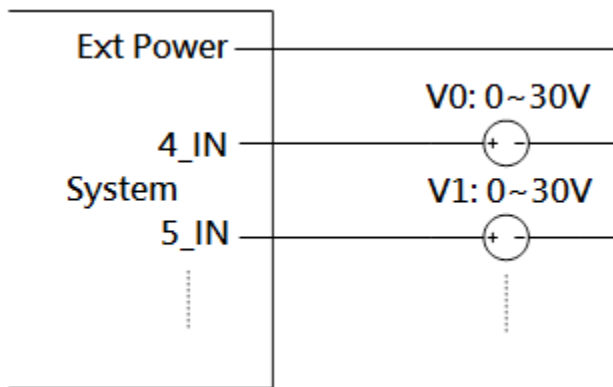 Ext Power
V0: 0~30V
4_IN
+ -
System
V1: 0~30V
5_IN
+ -